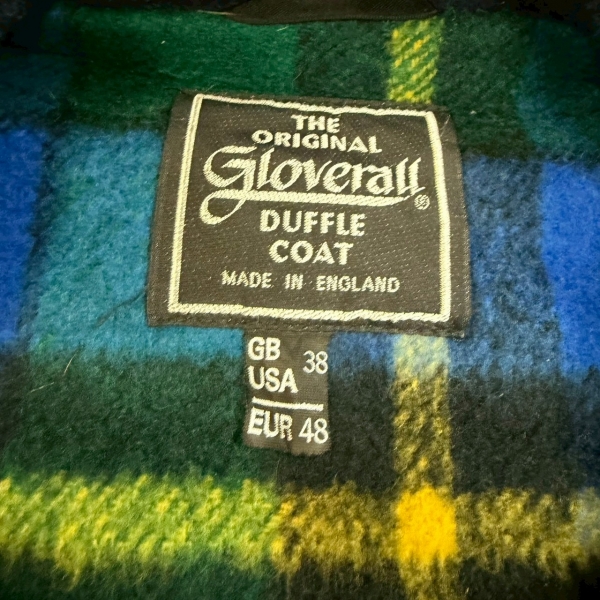 THE
ORIGINAL
Gloverall®
DUFFLE
COAT
MADE IN ENGLAND
GB 38
USA
EUR 48